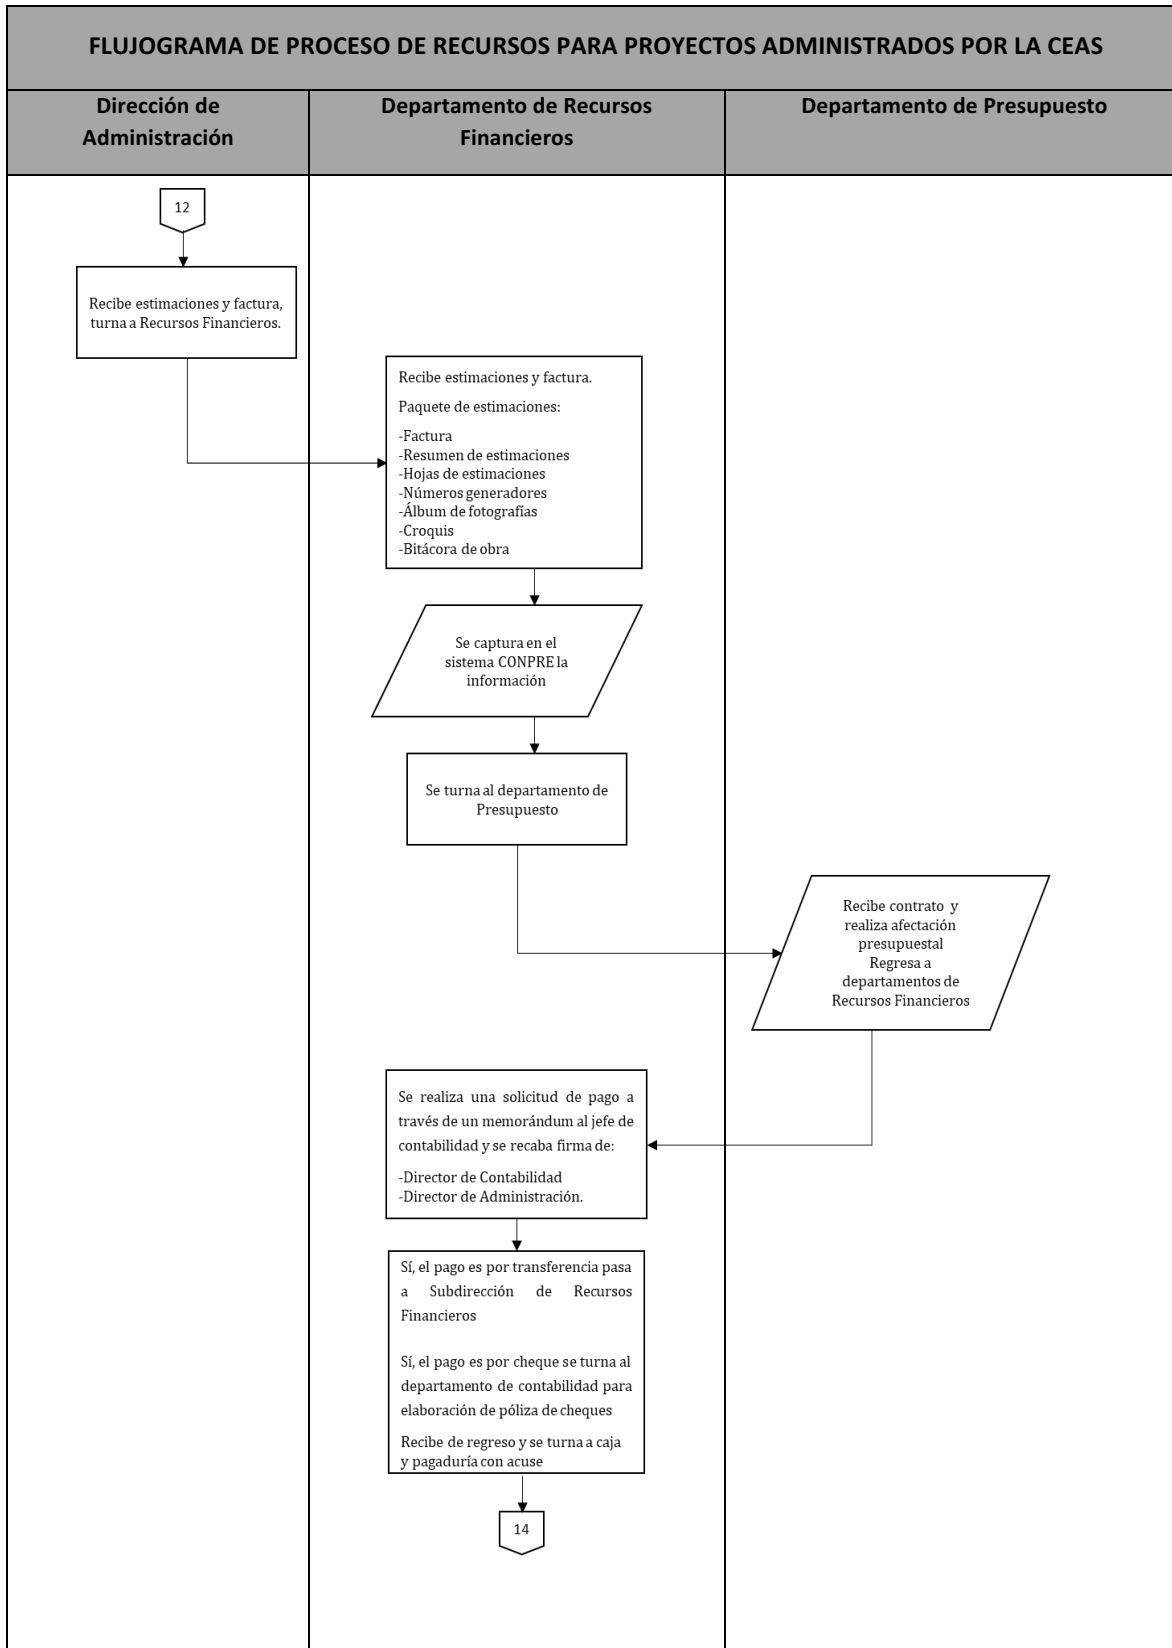 FLUJOGRAMA DE PROCESO DE RECURSOS PARA PROYECTOS ADMINISTRADOS POR LA CEAS
Dirección de
Administración
Departamento de Recursos
Financieros
Departamento de Presupuesto
12
Recibe estimaciones y factura,
turna a Recursos Financieros.
Recibe estimaciones y factura.
Paquete de estimaciones:
-Factura
-Resumen de estimaciones
-Hojas de estimaciones
-Números generadores
-Álbum de fotografías
-Croquis
-Bitácora de obra
Se captura en el
sistema CONPRE la
información
Se turna al departamento de
Presupuesto
Recibe contrato y
realiza afectación
presupuestal
Regresa a
departamentos de
Recursos Financieros
Se realiza una solicitud de pago a
través de un memorándum al jefe de
contabilidad y se recaba firma de:
-Director de Contabilidad
-Director de Administración.
Sí, el pago es por transferencia pasa
a Subdirección de Recursos
Financieros
Sí, el pago es por cheque se turna al
departamento de contabilidad para
elaboración de póliza de cheques
Recibe de regreso y se turna a caja
y pagaduría con acuse
14